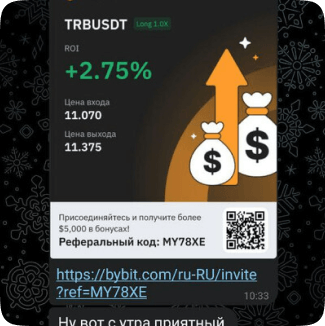 TRBUSDT Long 1.0X
ROI
+2.75%
Цена входа
11.070
Цена выхода
11.375
Присоединяйтесь и получите более
$5,000 в бонусах!
Реферальный код: MY78XE
https://bybit.com/ru-RU/invite
?ref=MY78XE
10:33
Ну вот с утра приятный